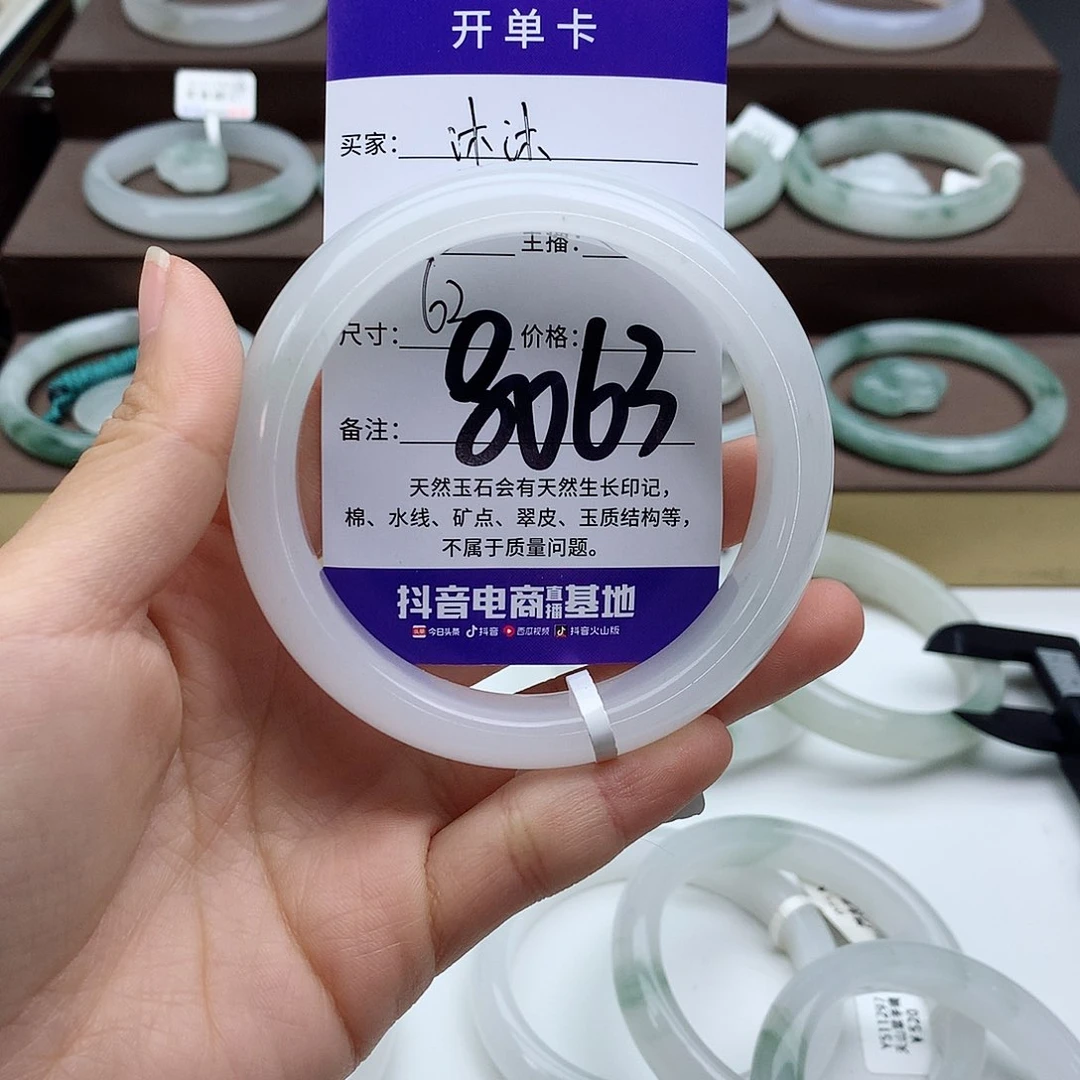 开单卡
买家: 沐沐
主播:
尺寸: 62 价格:
8063
备注:
天然玉石会有天然生长印记,
棉、水线、矿点、翠皮、玉质结构等,
不属于质量问题。
抖音电商直播基地
头条 今日头条 抖音 西瓜视频 抖音火山版